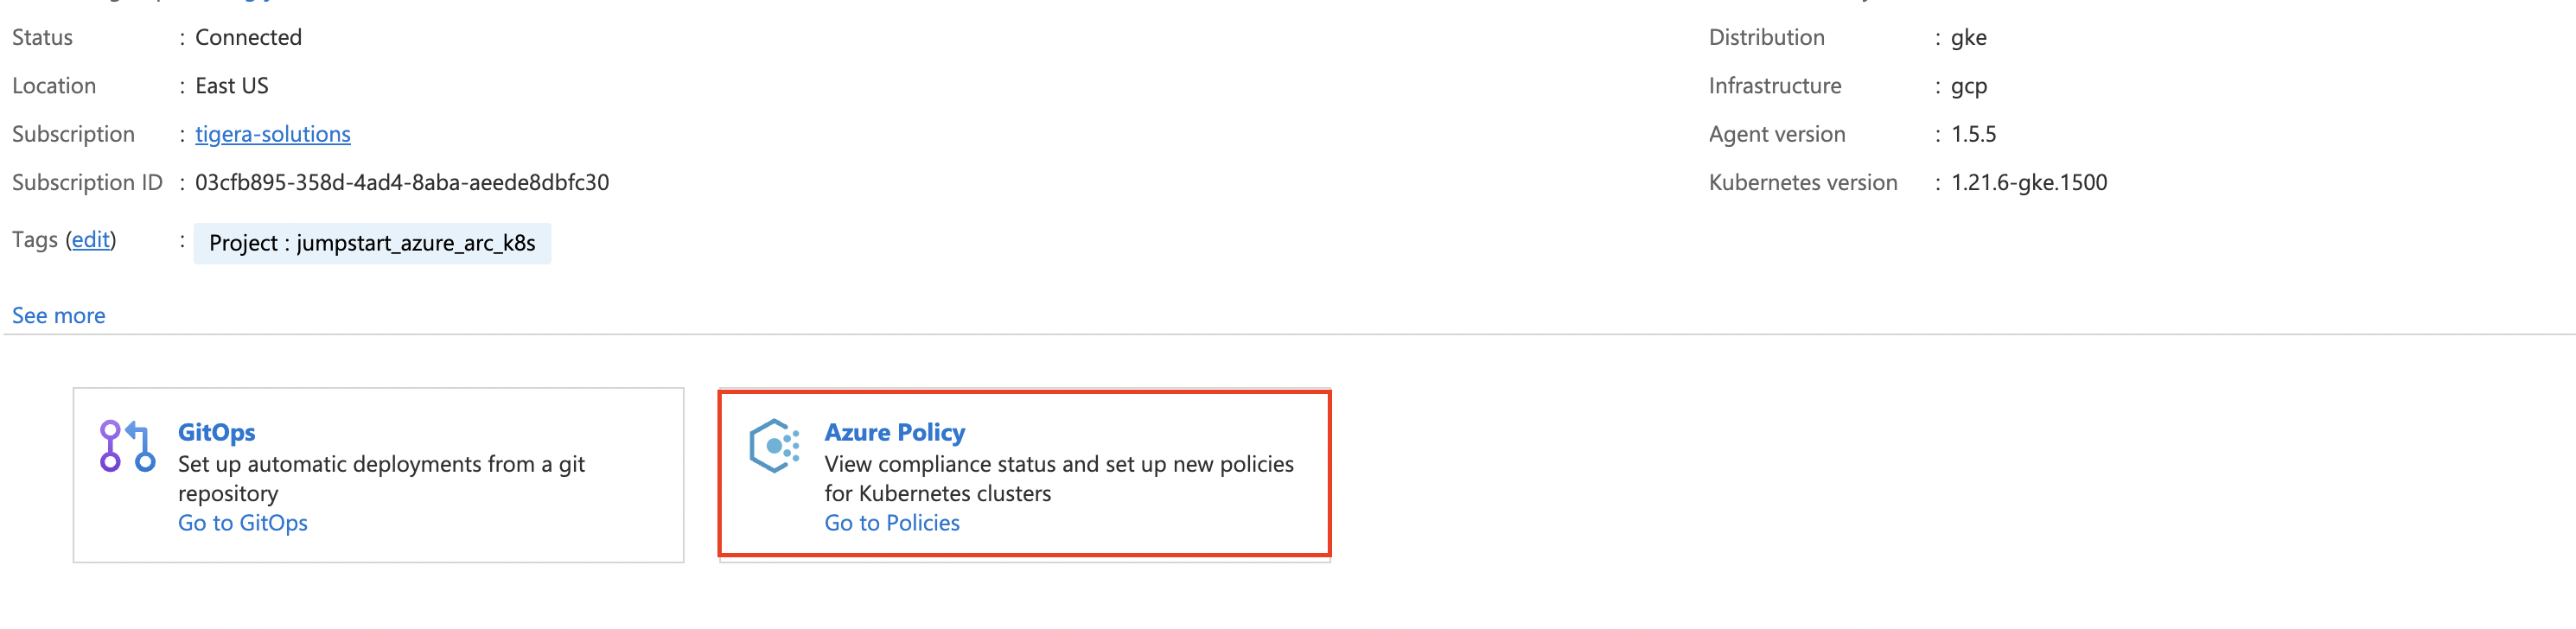 Status : Connected
Location : East US
Subscription : tigera-solutions
Subscription ID : 03cfb895-358d-4ad4-8aba-aeede8dbfc30
Tags (edit) : Project : jumpstart_azure_arc_k8s
See more
Distribution : gke
Infrastructure : gcp
Agent version : 1.5.5
Kubernetes version : 1.21.6-gke.1500
GitOps
Set up automatic deployments from a git
repository
Go to GitOps
Azure Policy
View compliance status and set up new policies
for Kubernetes clusters
Go to Policies